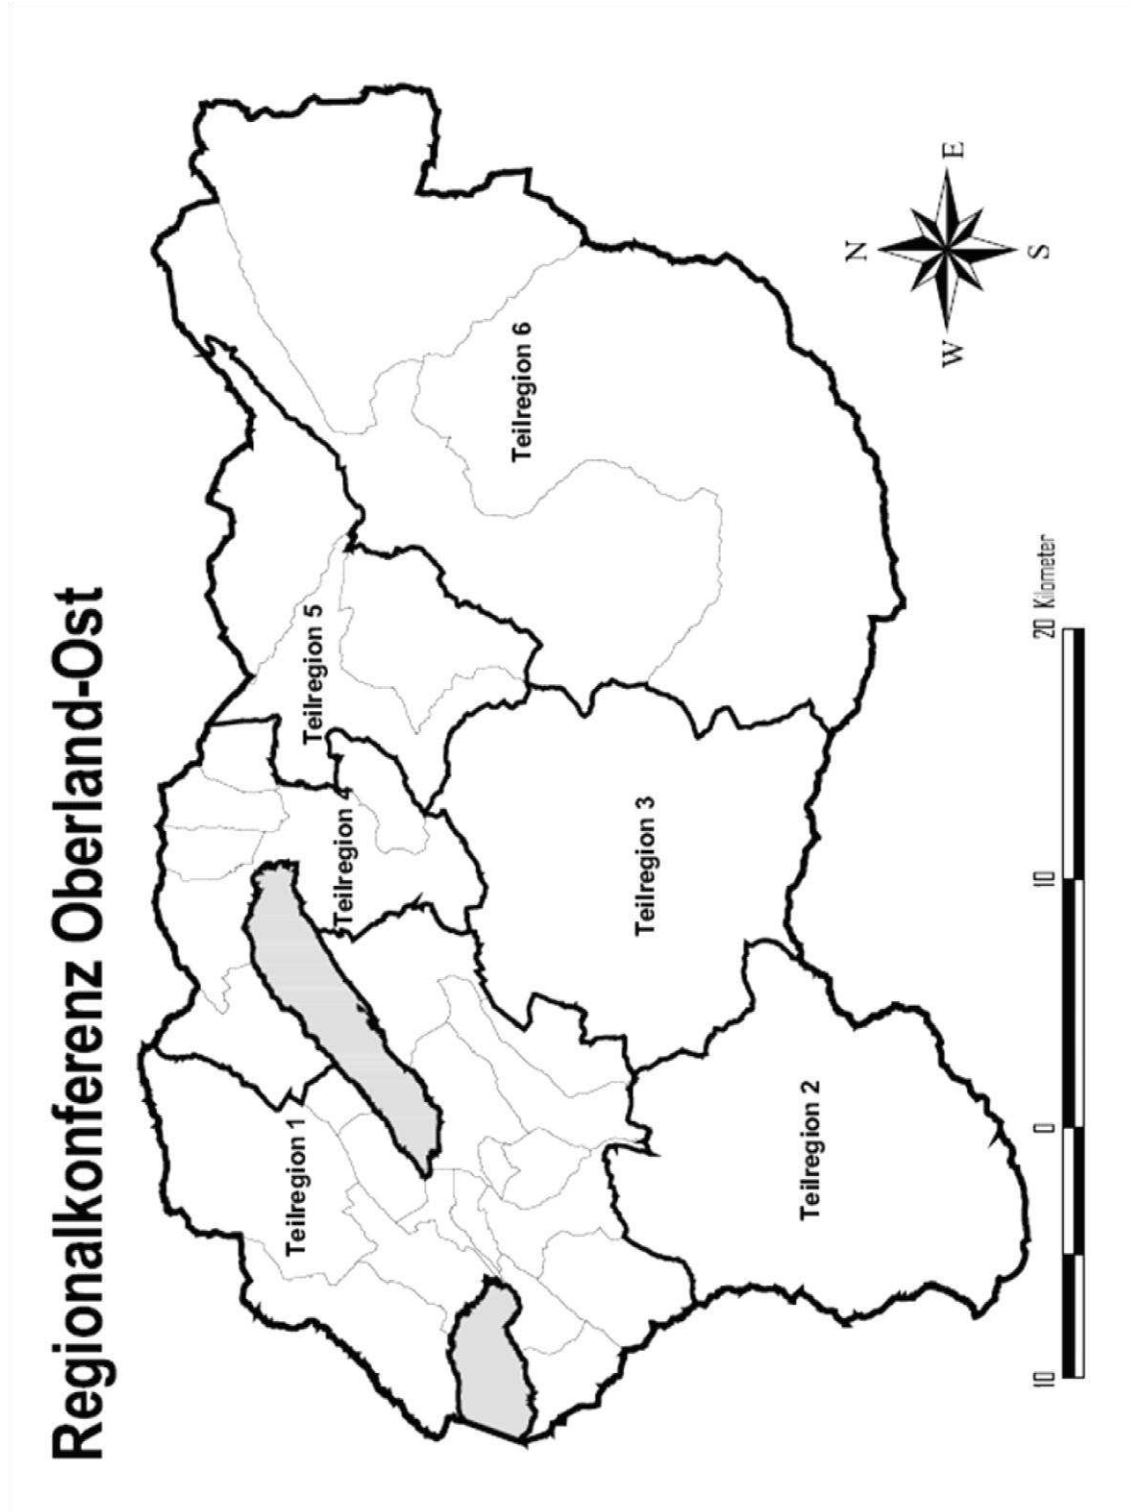 Regionalkonferenz Oberland-Ost
Teilregion 1
Teilregion 2
Teilregion 3
Teilregion 4
Teilregion 5
Teilregion 6
N
W
E
S
10
0
10
20 Kilometer